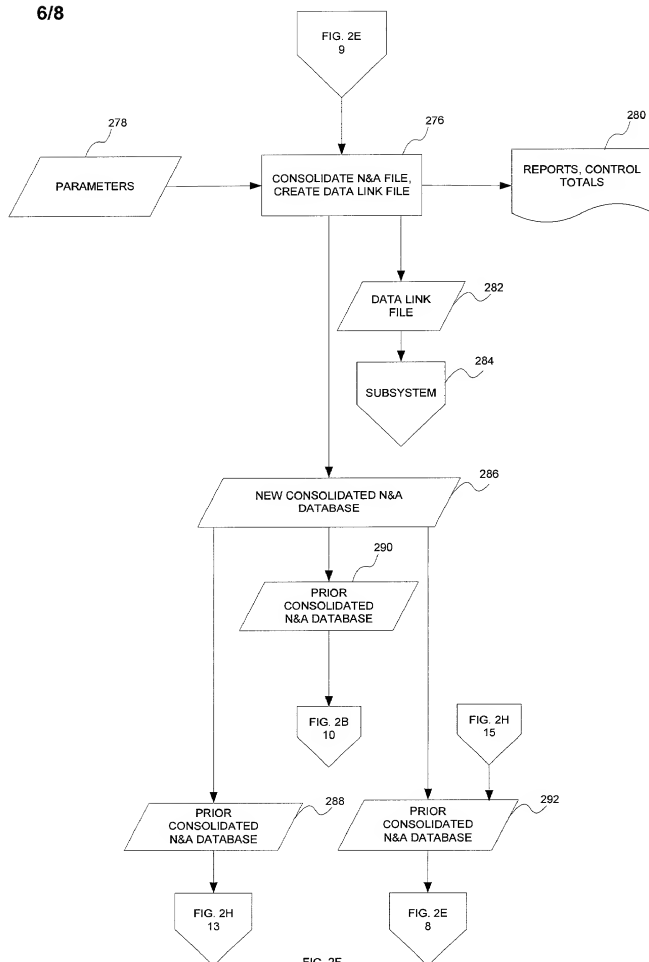 6/8
FIG. 2E
9
278
276
280
PARAMETERS
CONSOLIDATE N&A FILE,
CREATE DATA LINK FILE
REPORTS, CONTROL
TOTALS
282
DATA LINK
FILE
284
SUBSYSTEM
286
NEW CONSOLIDATED N&A
DATABASE
290
PRIOR
CONSOLIDATED
N&A DATABASE
FIG. 2B
10
FIG. 2H
15
288
292
PRIOR
CONSOLIDATED
N&A DATABASE
PRIOR
CONSOLIDATED
N&A DATABASE
FIG. 2H
13
FIG. 2E
8